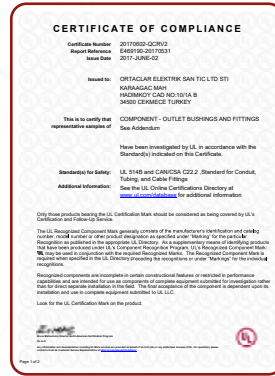 CERTIFICATE OF COMPLIANCE
Certificate Number 20170602-QCRV2
Report Reference E469190-20170531
Issue Date 2017-JUNE-02
Issued to: ORTACLAR ELEKTRIK SAN TIC LTD STI
KARAAGAC MAH
HADIMKOY CAD NO:10/1A B
34500 CEKMECE TURKEY
This is to certify that COMPONENT - OUTLET BUSHINGS AND FITTINGS
representative samples of See Addendum
Have been investigated by UL in accordance with the
Standard(s) indicated on this Certificate.
Standard(s) for Safety: UL 514B and CAN/CSA C22.2 ,Standard for Conduit,
Tubing, and Cable Fittings
Additional Information: See the UL Online Certifications Directory at
www.ul.com/database for additional information
Only those products bearing the UL Certification Mark should be considered as being covered by UL's
Certification and Follow-Up Service.
The UL Recognized Component Mark generally consists of the manufacturer's identification and catalog
number, model number or other product designation as specified under "Marking" for the particular
Recognition as published in the appropriate UL Directory. As a supplementary means of identifying products
that have been produced under UL's Component Recognition Program, UL's Recognized Component Mark:
may be used in conjunction with the required Recognized Marks. The Recognized Component Mark is
required when specified in the UL Directory preceding the recognitions or under "Markings" for the individual
recognitions.
Recognized components are incomplete in certain constructional features or restricted in performance
capabilities and are intended for use as components of complete equipment submitted for investigation rather
than for direct separate installation in the field. The final acceptance of the component is dependent upon its
installation and use in complete equipment submitted to UL LLC.
Look for the UL Certification Mark on the product.
UL
Page 1 of 2